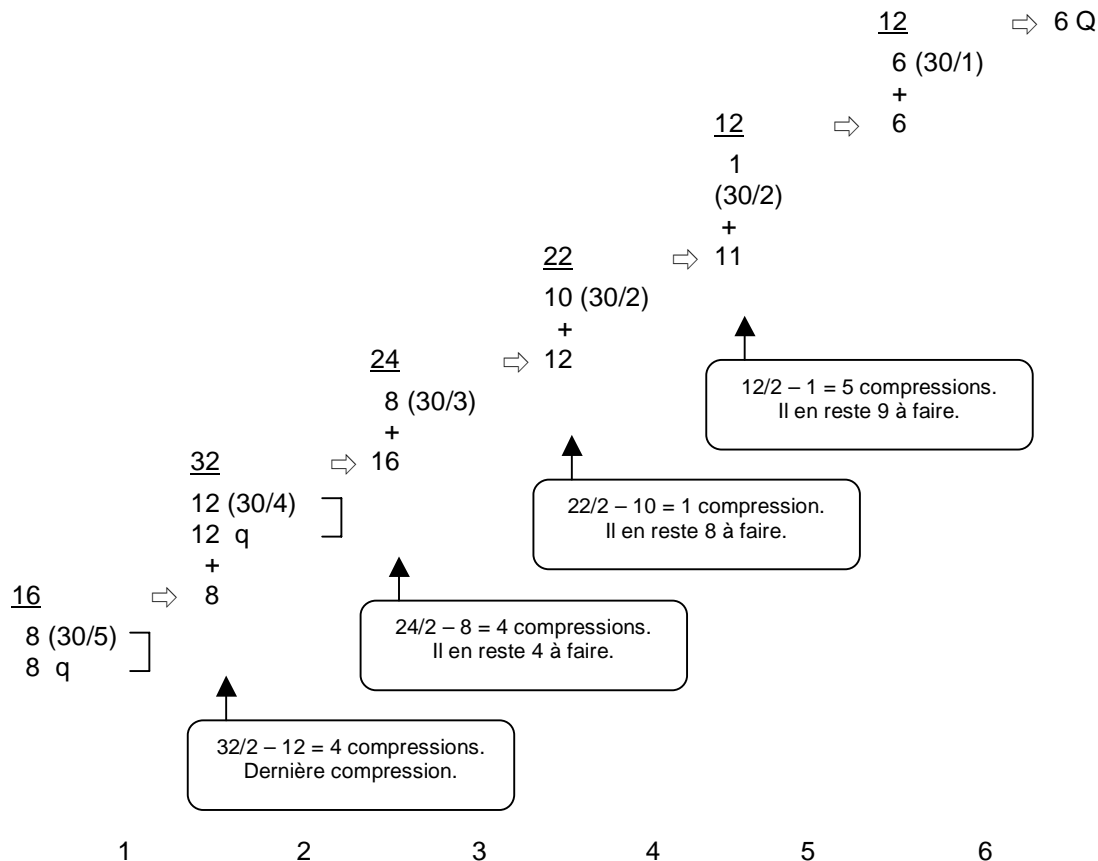 12 ⇨ 6 Q
6 (30/1)
+
12 ⇨ 6
1
(30/2)
+
22 ⇨ 11
10 (30/2)
+
24 ⇨ 12
8 (30/3)
+
32 ⇨ 16
12 (30/4)
12 q
+
16 ⇨ 8
8 (30/5)
8 q
12/2 – 1 = 5 compressions.
Il en reste 9 à faire.
22/2 – 10 = 1 compression.
Il en reste 8 à faire.
24/2 – 8 = 4 compressions.
Il en reste 4 à faire.
32/2 – 12 = 4 compressions.
Dernière compression.
1 2 3 4 5 6